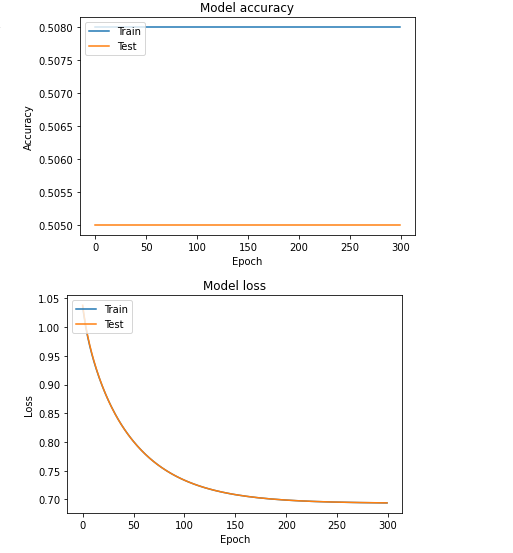 Model accuracy
0.5080
0.5075
0.5070
0.5065
0.5060
0.5055
0.5050
Accuracy
Train
Test
0 50 100 150 200 250 300
Epoch
Model loss
1.05
1.00
0.95
0.90
0.85
0.80
0.75
0.70
Loss
Train
Test
0 50 100 150 200 250 300
Epoch